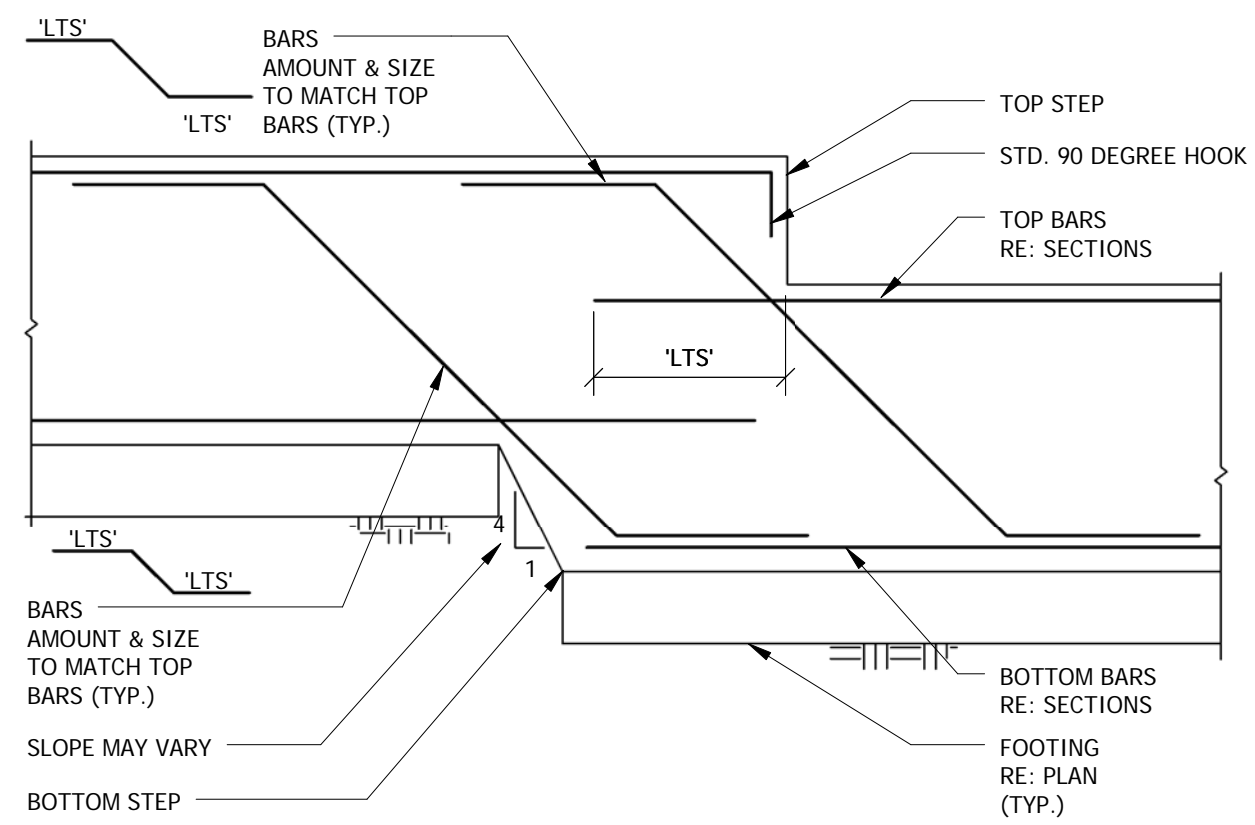 'LTS'
'LTS'
BARS
AMOUNT & SIZE
TO MATCH TOP
BARS (TYP.)
TOP STEP
STD. 90 DEGREE HOOK
TOP BARS
RE: SECTIONS
'LTS'
4
1
'LTS'
'LTS'
BARS
AMOUNT & SIZE
TO MATCH TOP
BARS (TYP.)
SLOPE MAY VARY
BOTTOM STEP
BOTTOM BARS
RE: SECTIONS
FOOTING
RE: PLAN
(TYP.)